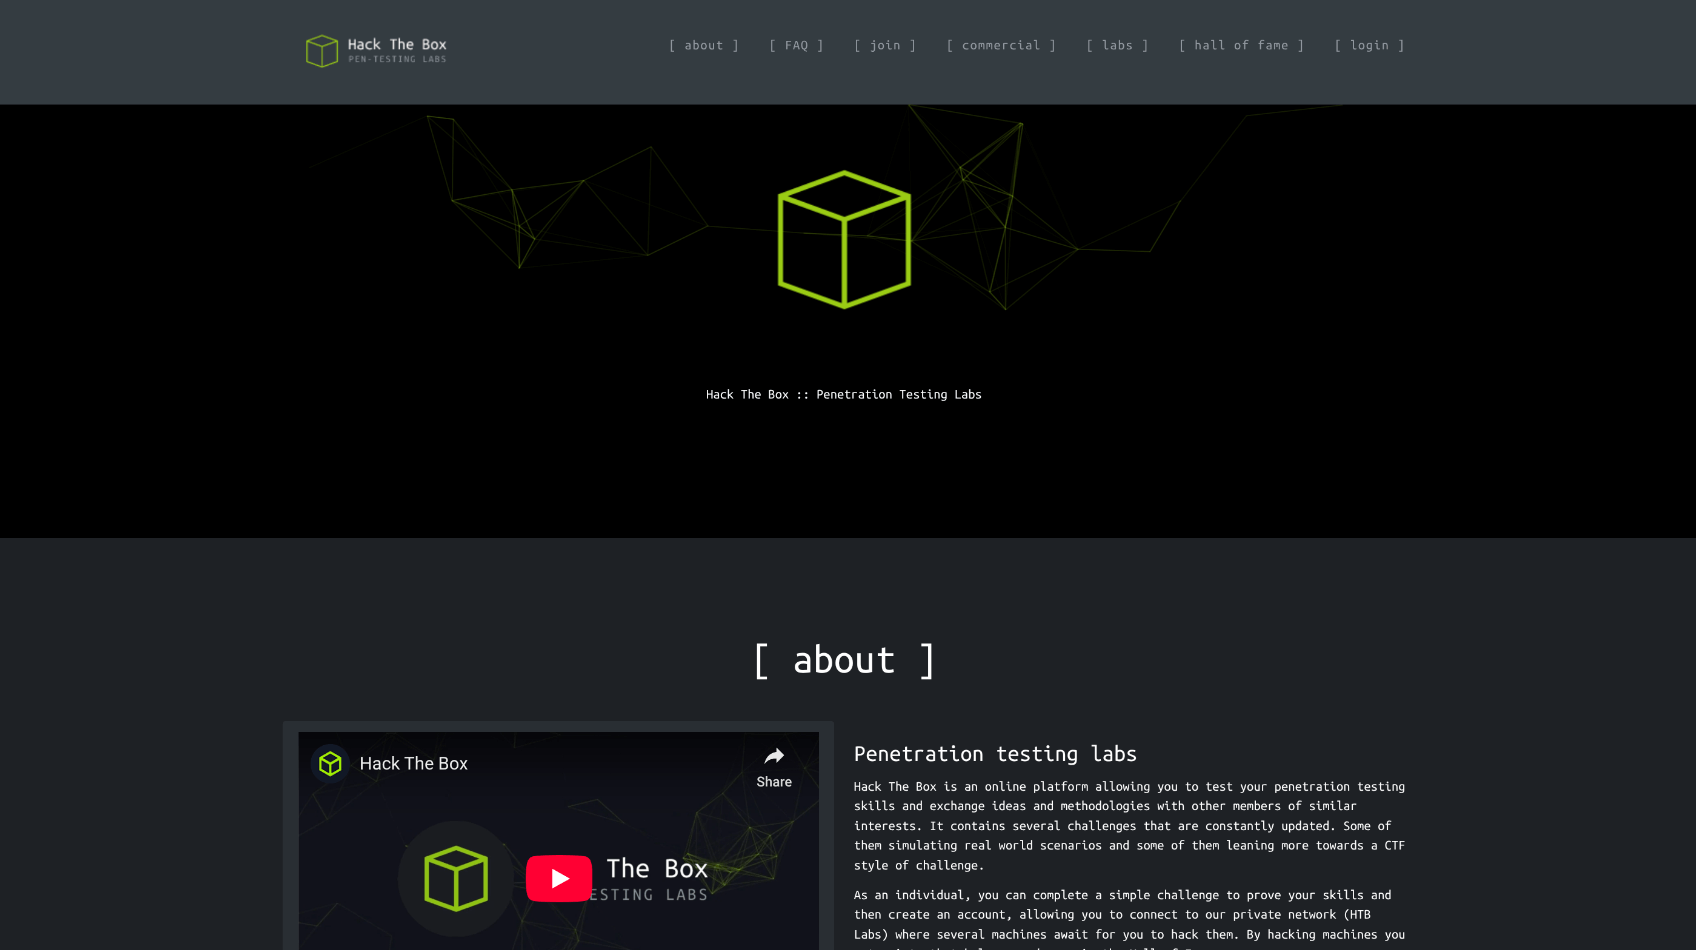 Hack The Box
PEN-TESTING LABS
[ about ]
[ FAQ ]
[ join ]
[ commercial ]
[ labs ]
[ hall of fame ]
[ login ]
Hack The Box :: Penetration Testing Labs
[ about ]
Hack The Box
Share
The Box
ESTING LABS
Penetration testing labs
Hack The Box is an online platform allowing you to test your penetration testing
skills and exchange ideas and methodologies with other members of similar
interests. It contains several challenges that are constantly updated. Some of
them simulating real world scenarios and some of them leaning more towards a CTF
style of challenge.
As an individual, you can complete a simple challenge to prove your skills and
then create an account, allowing you to connect to our private network (HTB
Labs) where several machines await for you to hack them. By hacking machines you